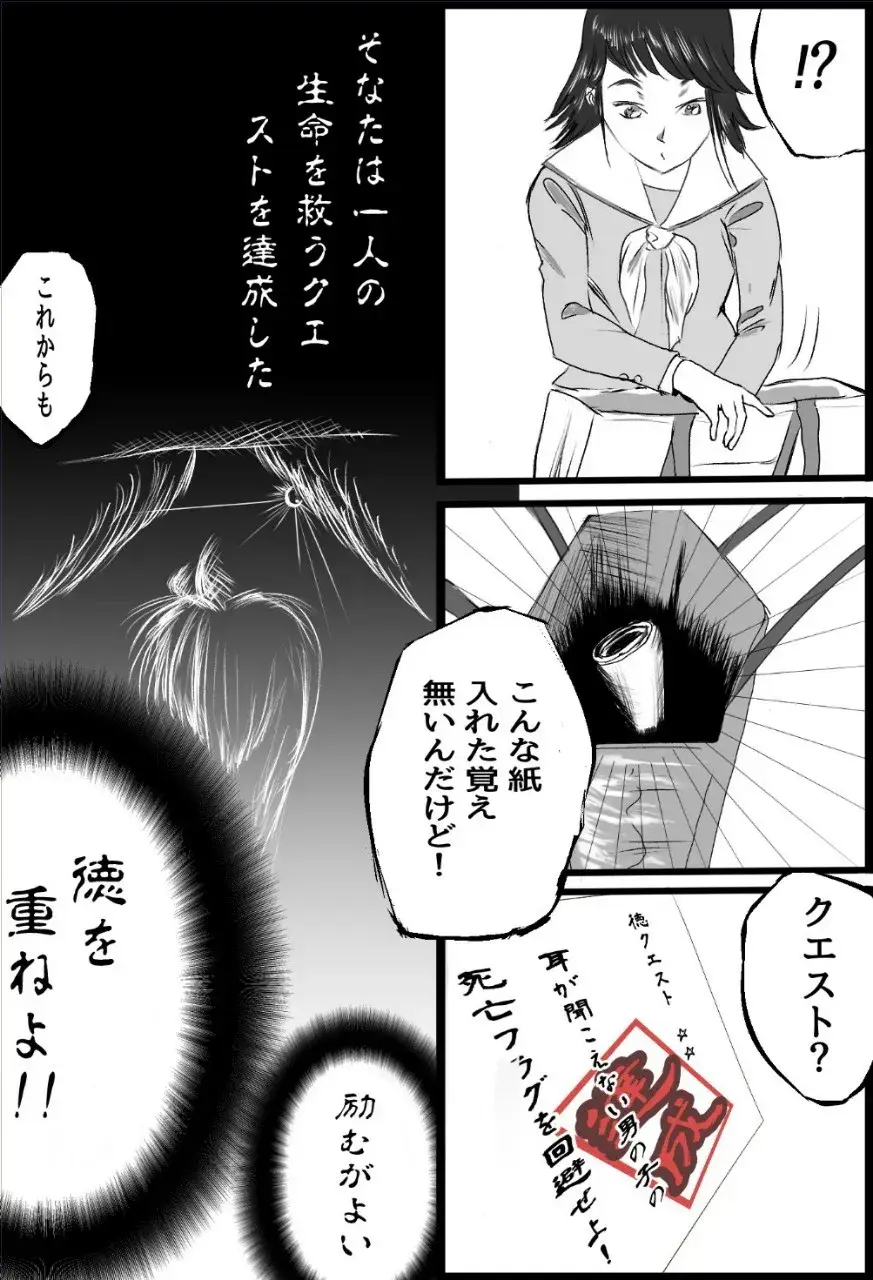 !?
こんな紙
入れた覚え
無いんだけど！
クエスト？
徳クエスト
☆☆
耳が聞こえない男の子の
死亡フラグを回避せよ！
達成
そなたは一人の
生命を救うクエ
ストを達成した
これからも
徳を
重ねよ!!
励むがよい